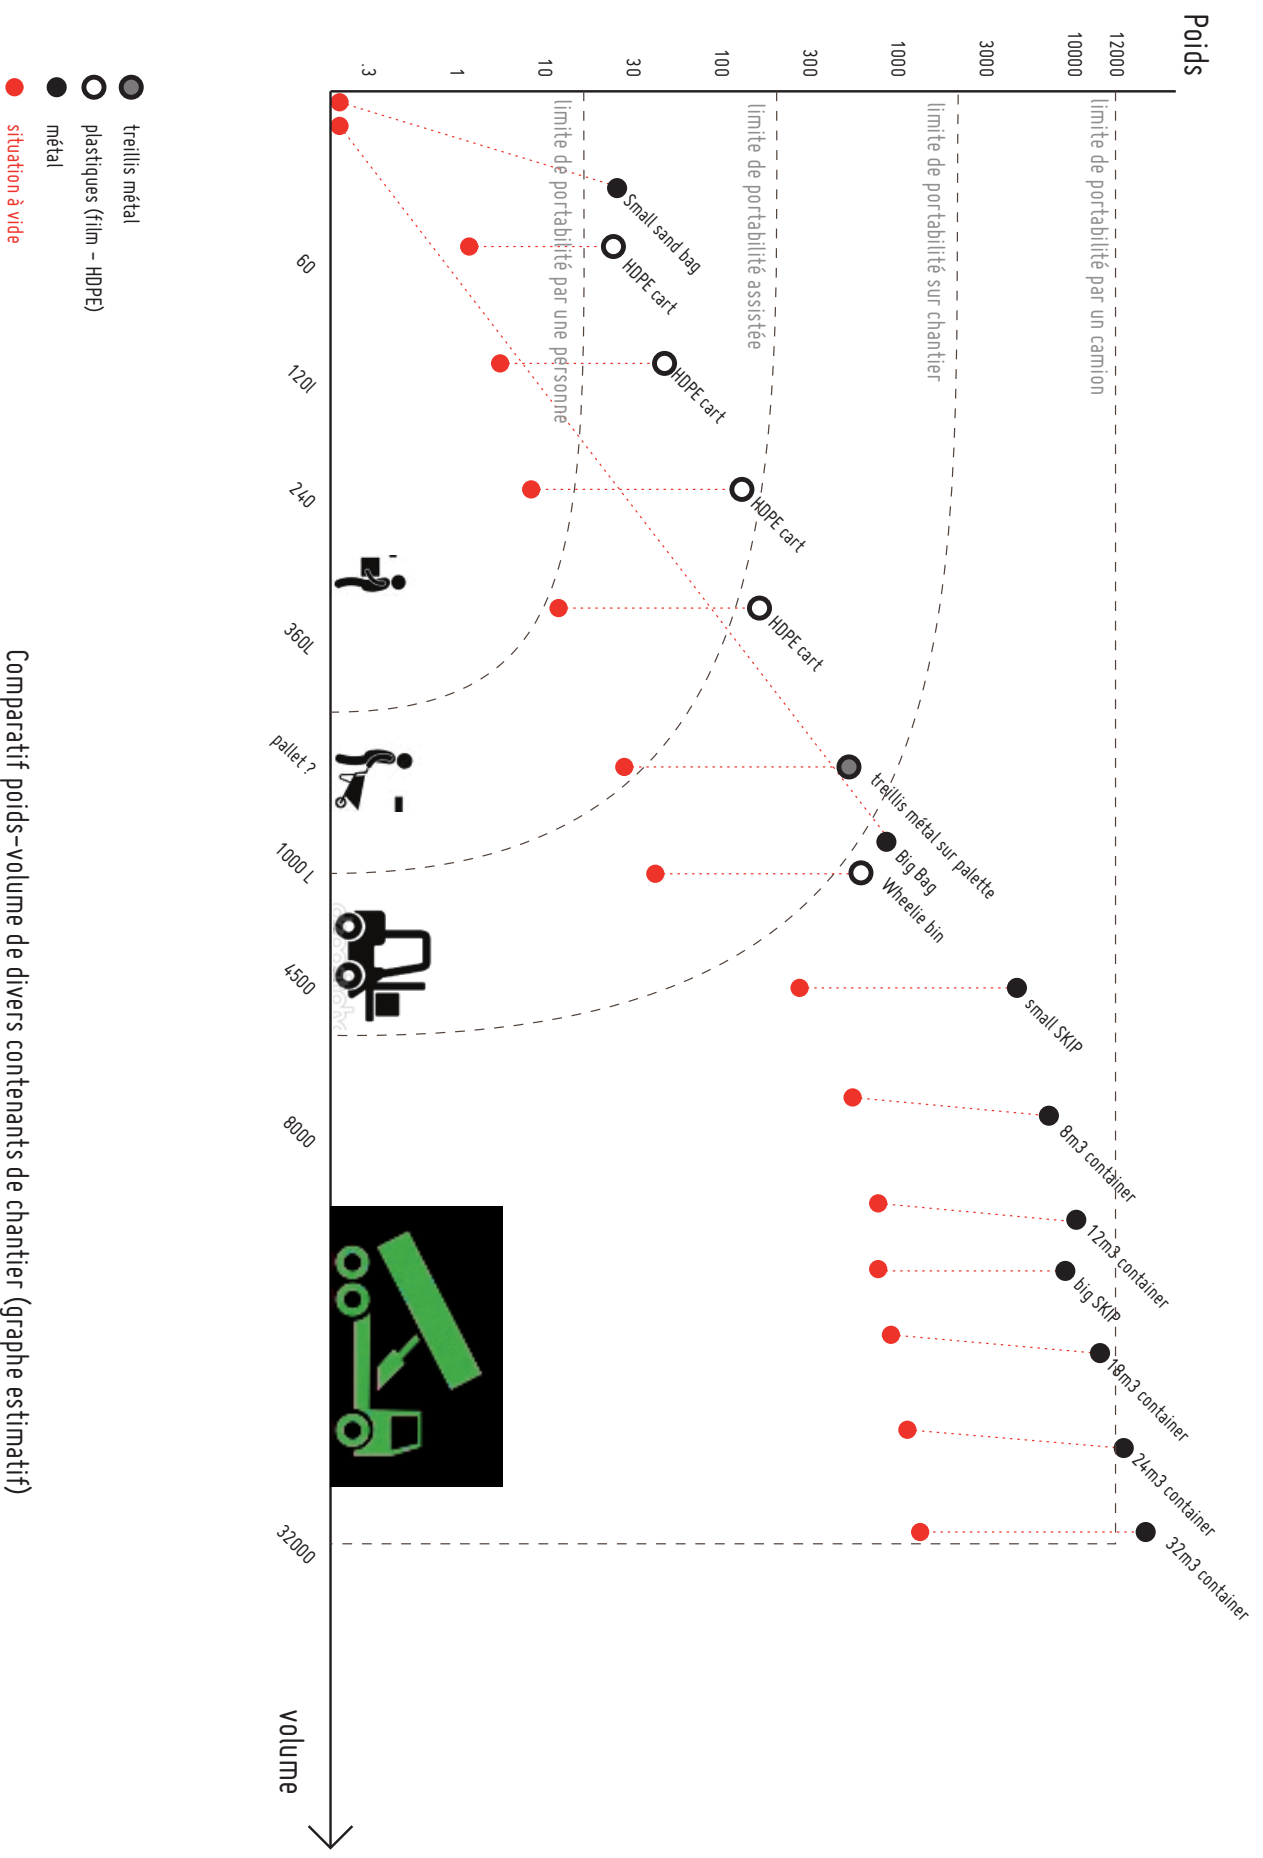 Poids
12000
10000
3000
1000
300
100
30
10
1
.3
limite de portabilité par un camion
limite de portabilité sur chantier
limite de portabilité assistée
limite de portabilité par une personne
Small sand bag
HDPE cart
HDPE cart
HDPE cart
HDPE cart
treillis métal sur palette
Big Bag
Wheelie bin
small SKIP
8m3 container
12m3 container
big SKIP
18m3 container
24m3 container
32m3 container
60
120l
240
360L
pallet ?
1000 L
4500
8000
32000
volume
treillis métal
plastiques (film - HDPE)
métal
situation à vide
Comparatif poids-volume de divers contenants de chantier (graphe estimatif)